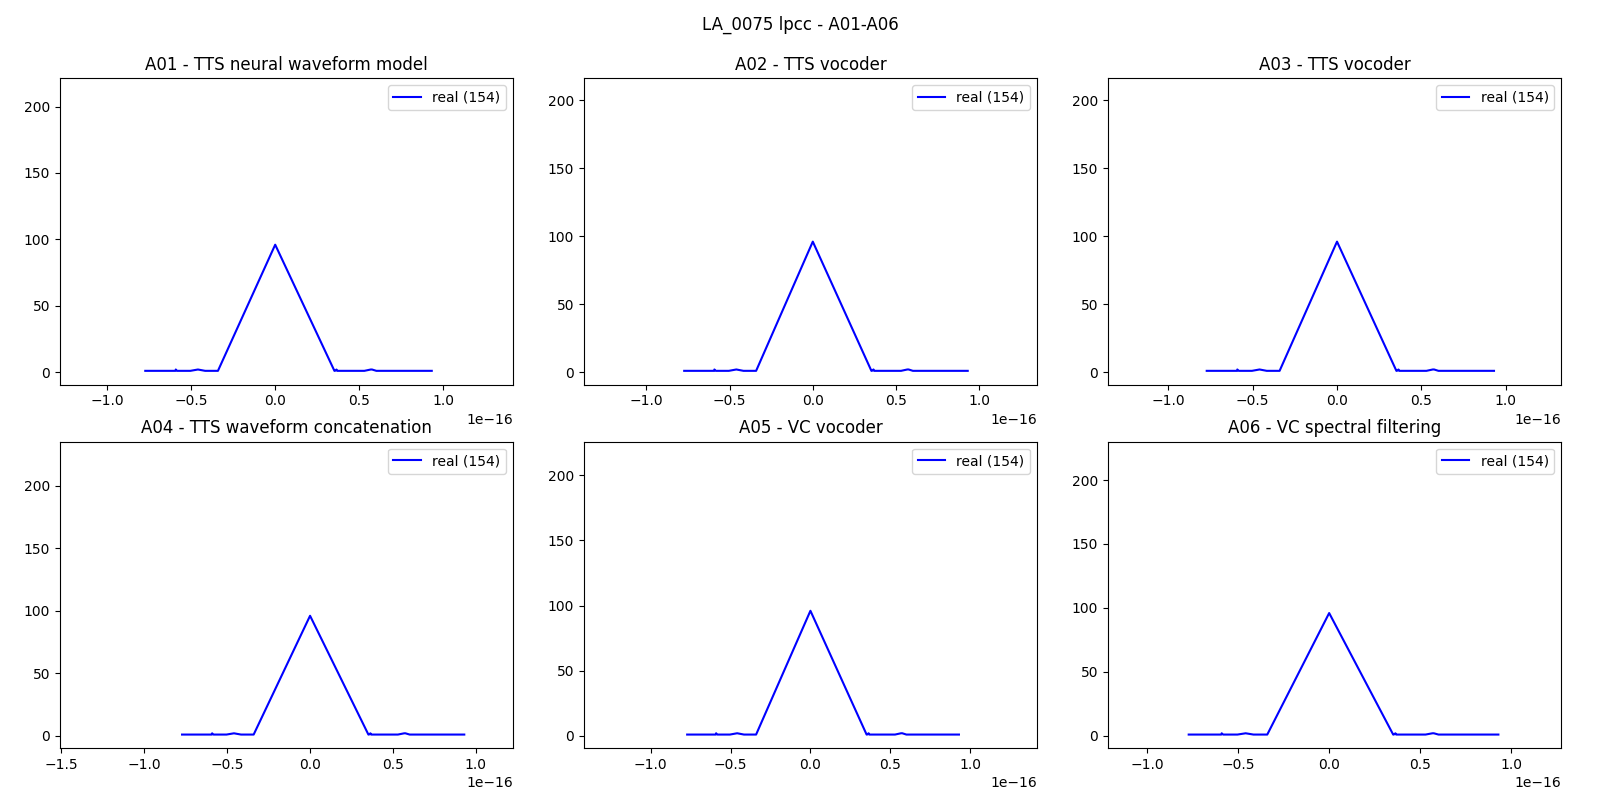 LA_0075 lpcc - A01-A06
A01 - TTS neural waveform model
real (154)
200
150
100
50
0
−1.0 −0.5 0.0 0.5 1.0
1e−16
A02 - TTS vocoder
real (154)
200
150
100
50
0
−1.0 −0.5 0.0 0.5 1.0
1e−16
A03 - TTS vocoder
real (154)
200
150
100
50
0
−1.0 −0.5 0.0 0.5 1.0
1e−16
A04 - TTS waveform concatenation
real (154)
200
150
100
50
0
−1.5 −1.0 −0.5 0.0 0.5 1.0
1e−16
A05 - VC vocoder
real (154)
200
150
100
50
0
−1.0 −0.5 0.0 0.5 1.0
1e−16
A06 - VC spectral filtering
real (154)
200
150
100
50
0
−1.0 −0.5 0.0 0.5 1.0
1e−16